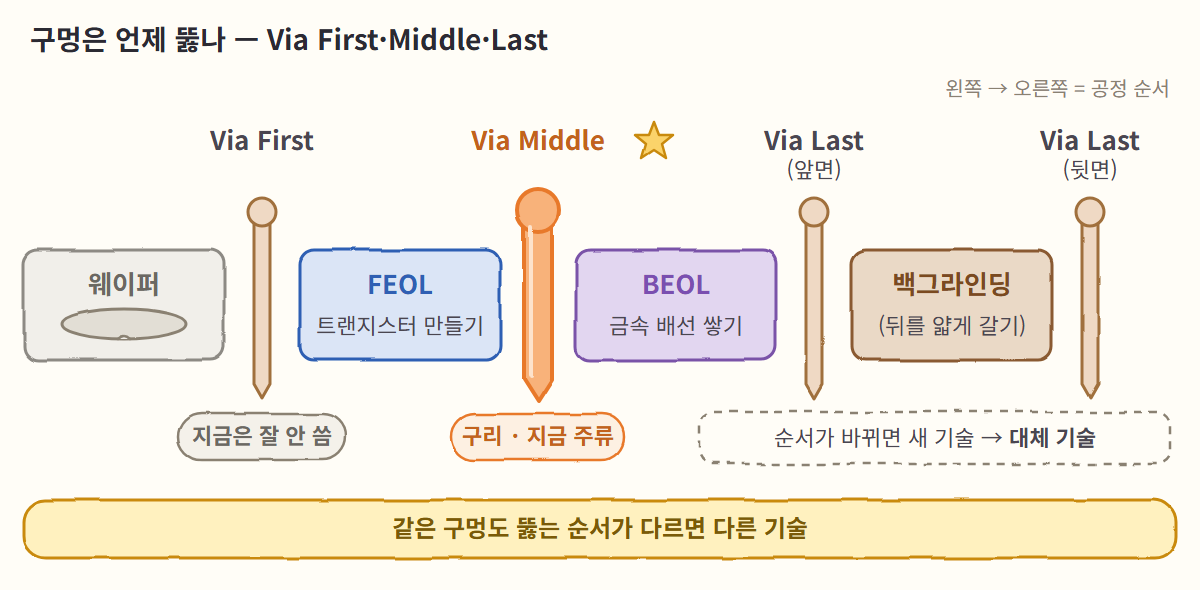 구멍은 언제 뚫나 — Via First·Middle·Last
왼쪽 → 오른쪽 = 공정 순서
Via First
Via Middle
Via Last
(앞면)
Via Last
(뒷면)
웨이퍼
FEOL
트랜지스터 만들기
BEOL
금속 배선 쌓기
백그라인딩
(뒤를 얇게 갈기)
지금은 잘 안 씀
구리 · 지금 주류
순서가 바뀌면 새 기술 → 대체 기술
같은 구멍도 뚫는 순서가 다르면 다른 기술